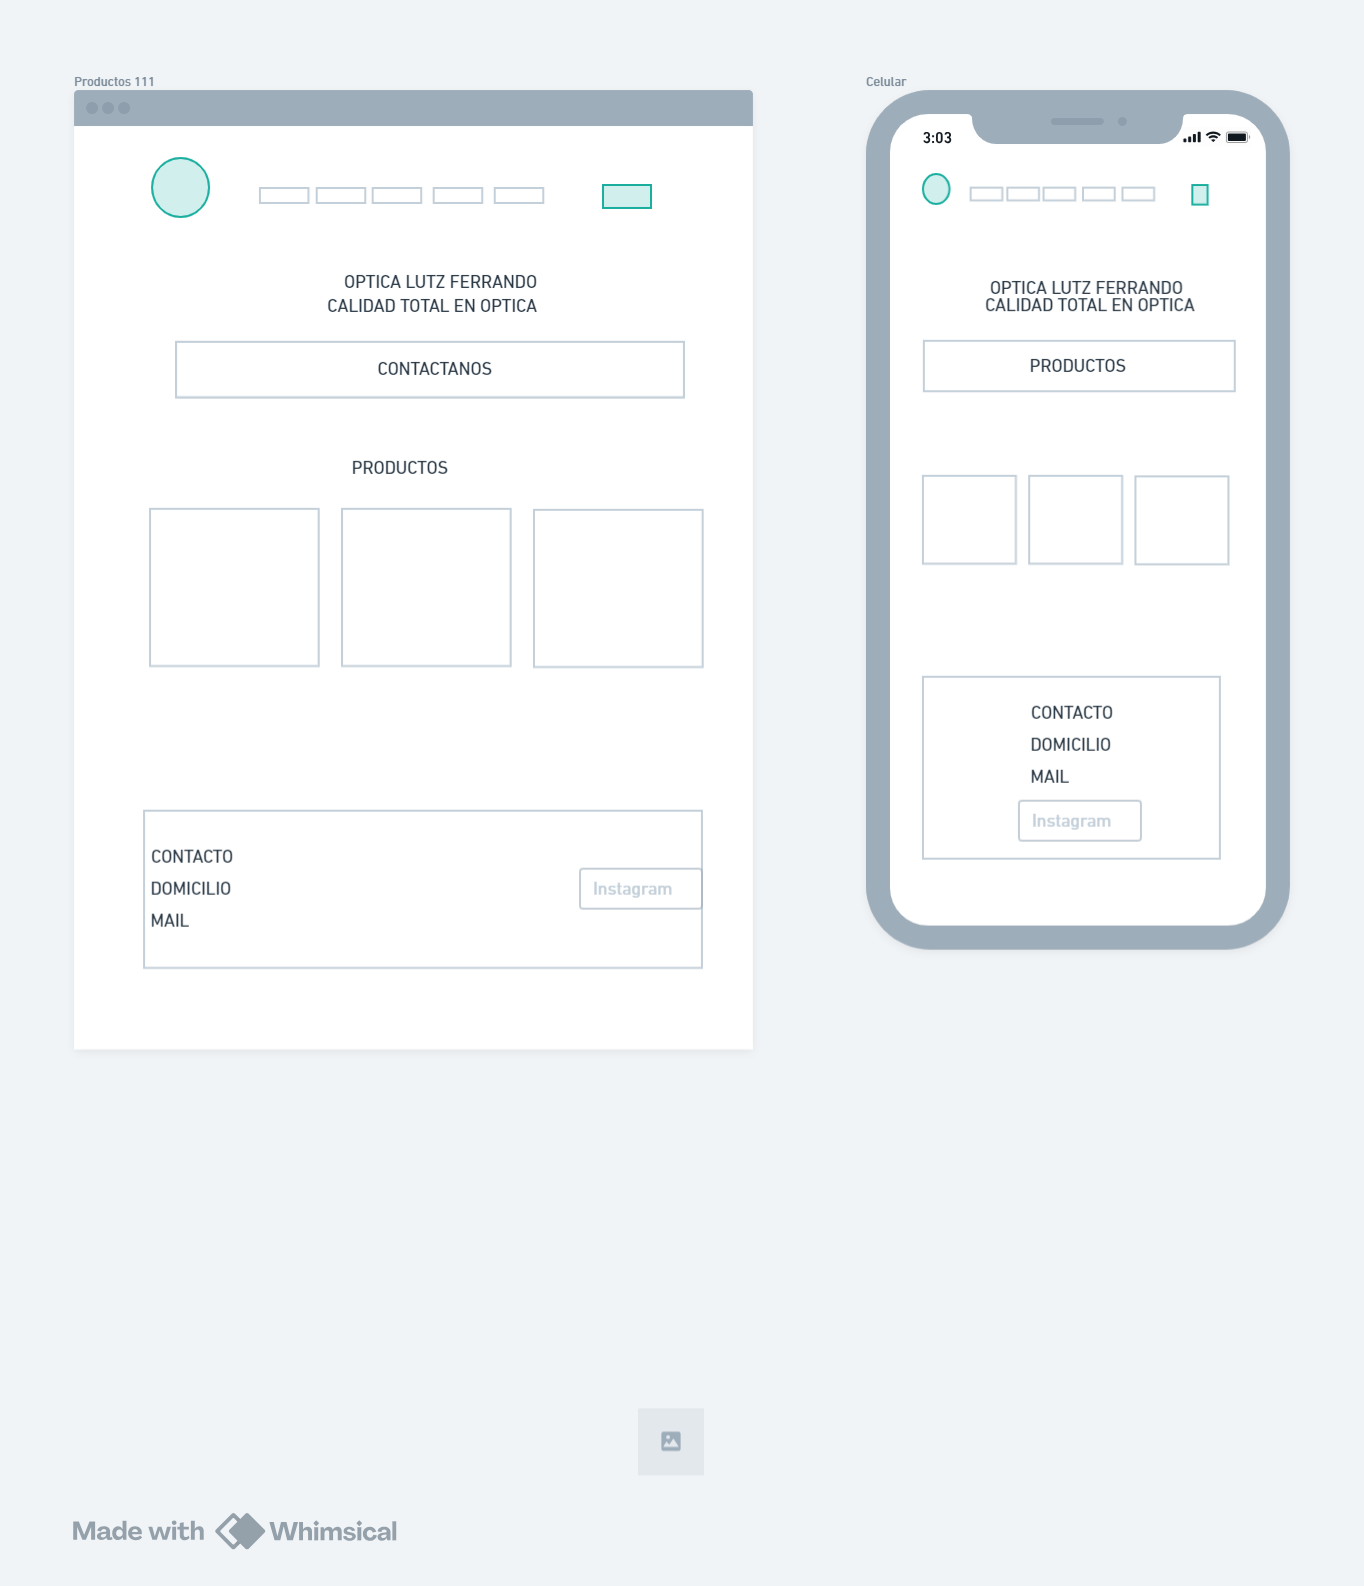 Productos 111
OPTICA LUTZ FERRANDO
CALIDAD TOTAL EN OPTICA
CONTACTANOS
PRODUCTOS
CONTACTO
DOMICILIO
MAIL
Instagram
Celular
3:03
OPTICA LUTZ FERRANDO
CALIDAD TOTAL EN OPTICA
PRODUCTOS
CONTACTO
DOMICILIO
MAIL
Instagram
Made with Whimsical